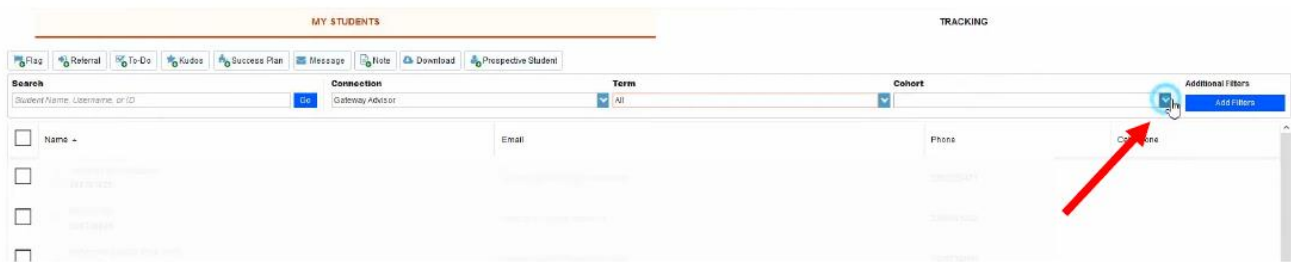 MY STUDENTS
TRACKING
Flag Referral To-Do Kudos Success Plan Message Note Download Prospective Student
Search Connection Term Cohort Additional Filters
Student Name, Username, or ID Go Gateway Advisor All Add Filters
Name Email Phone